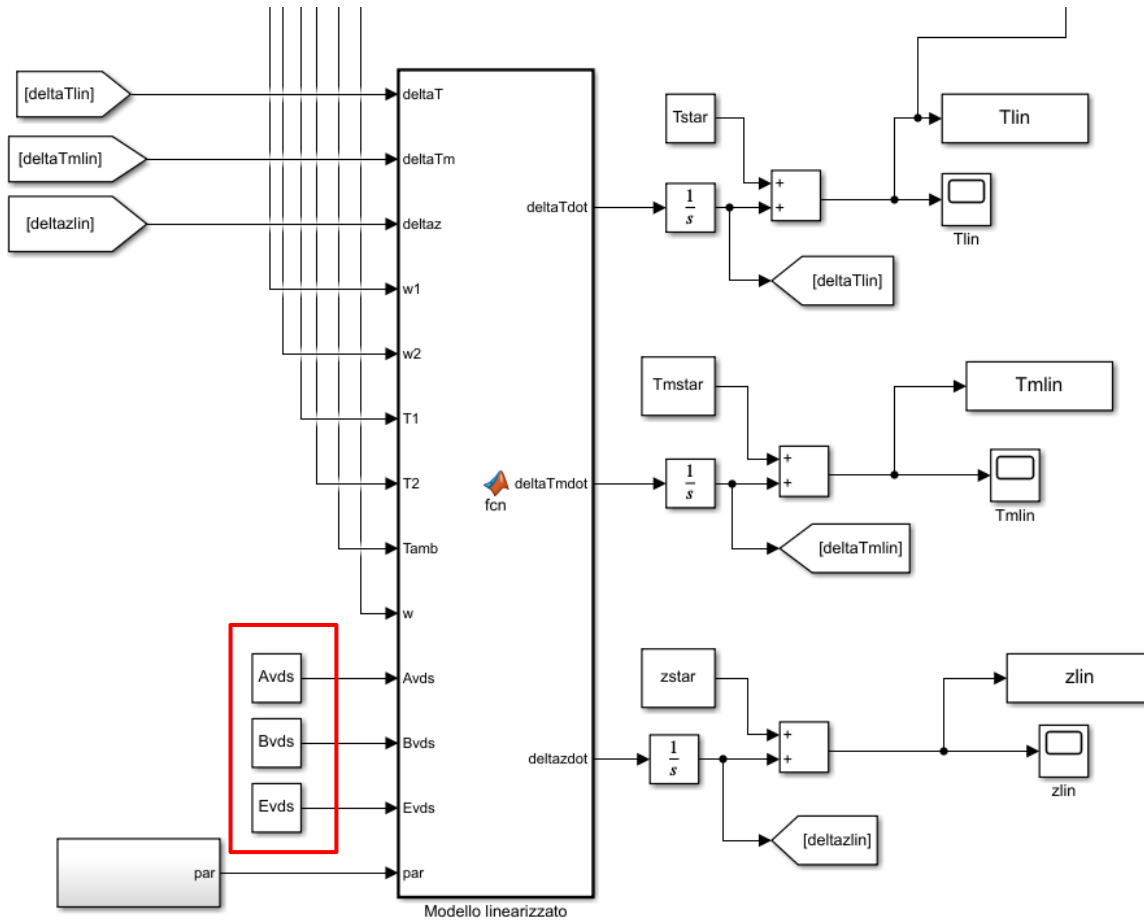 [deltaTlin]
[deltaTmlin]
[deltazlin]
deltaT
deltaTm
deltaz
w1
w2
T1
T2
Tamb
w
Avds
Bvds
Evds
par
Avds
Bvds
Evds
par
fcn
deltaTdot
deltaTmdot
deltazdot
Modello linearizzato
Tstar
1
s
+
+
Tlin
Tlin
[deltaTlin]
Tmstar
1
s
+
+
Tmlin
Tmlin
[deltaTmlin]
zstar
1
s
+
+
zlin
zlin
[deltazlin]